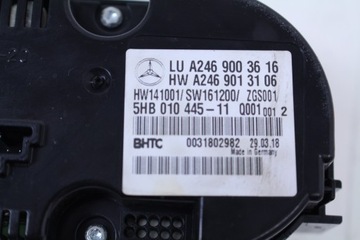 LU A246 900 36 16
HW A246 901 31 06
HW141001/SW161200/ ZGS001/
5HB 010 445-11 Q001 001 2
BHTC 0031802982 29.03.18
Made in Germany